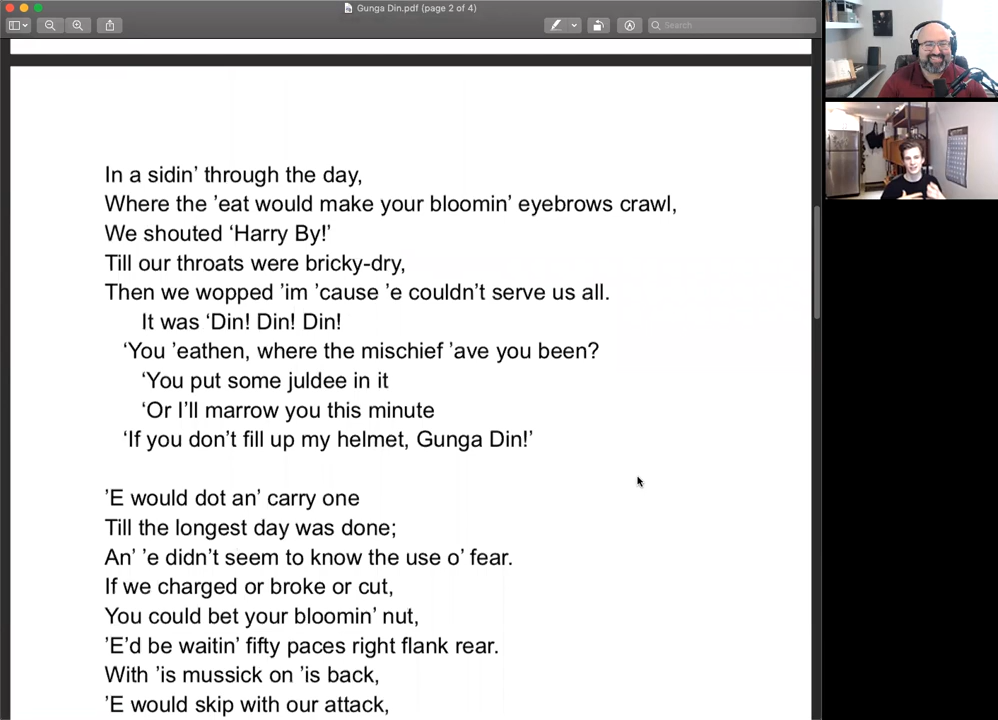 Gunga Din.pdf (page 2 of 4)
Search
In a sidin’ through the day,
Where the ’eat would make your bloomin’ eyebrows crawl,
We shouted ‘Harry By!’
Till our throats were bricky-dry,
Then we wopped ’im ’cause ’e couldn’t serve us all.
It was ‘Din! Din! Din!
‘You ’eathen, where the mischief ’ave you been?
‘You put some juldee in it
‘Or I’ll marrow you this minute
‘If you don’t fill up my helmet, Gunga Din!’
’E would dot an’ carry one
Till the longest day was done;
An’ ’e didn’t seem to know the use o’ fear.
If we charged or broke or cut,
You could bet your bloomin’ nut,
’E’d be waitin’ fifty paces right flank rear.
With ’is mussick on ’is back,
’E would skip with our attack,